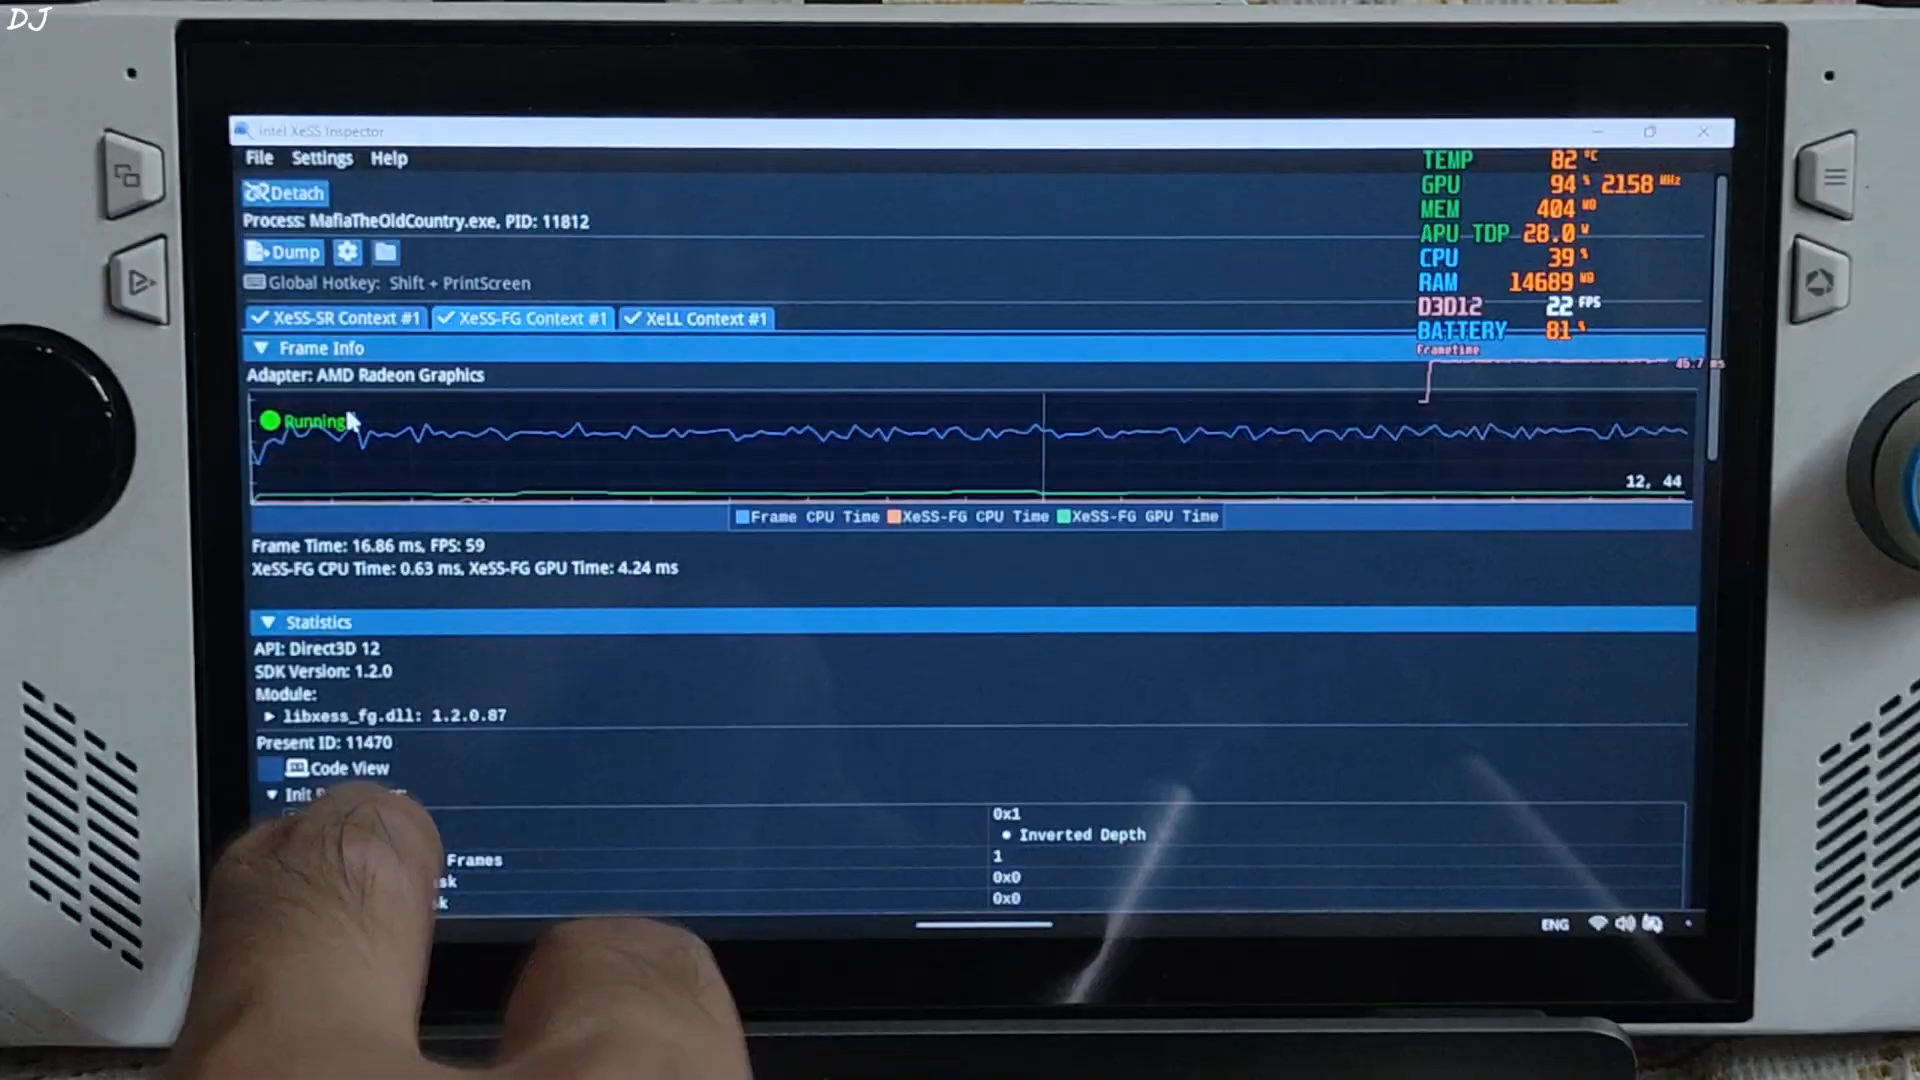 DJ
Intel XeSS Inspector
File Settings Help
Detach
Process: MafiaTheOldCountry.exe, PID: 11812
Dump
Global Hotkey: Shift + PrintScreen
XeSS-SR Context #1 XeSS-FG Context #1 XeLL Context #1
Frame Info
Adapter: AMD Radeon Graphics
Running
12, 44
Frame CPU Time XeSS-FG CPU Time XeSS-FG GPU Time
Frame Time: 16.86 ms, FPS: 59
XeSS-FG CPU Time: 0.63 ms, XeSS-FG GPU Time: 4.24 ms
Statistics
API: Direct3D 12
SDK Version: 1.2.0
Module:
libxess_fg.dll: 1.2.0.87
Present ID: 11470
Code View
Init
0x1
Inverted Depth
Frames 1
0x0
0x0
TEMP 82 °C
GPU 94 % 2158 MHz
MEM 404 MB
APU TDP 28.0 W
CPU 39 %
RAM 14689 MB
D3D12 22 FPS
BATTERY 81 %
Frametime
45.7 ms
ENG